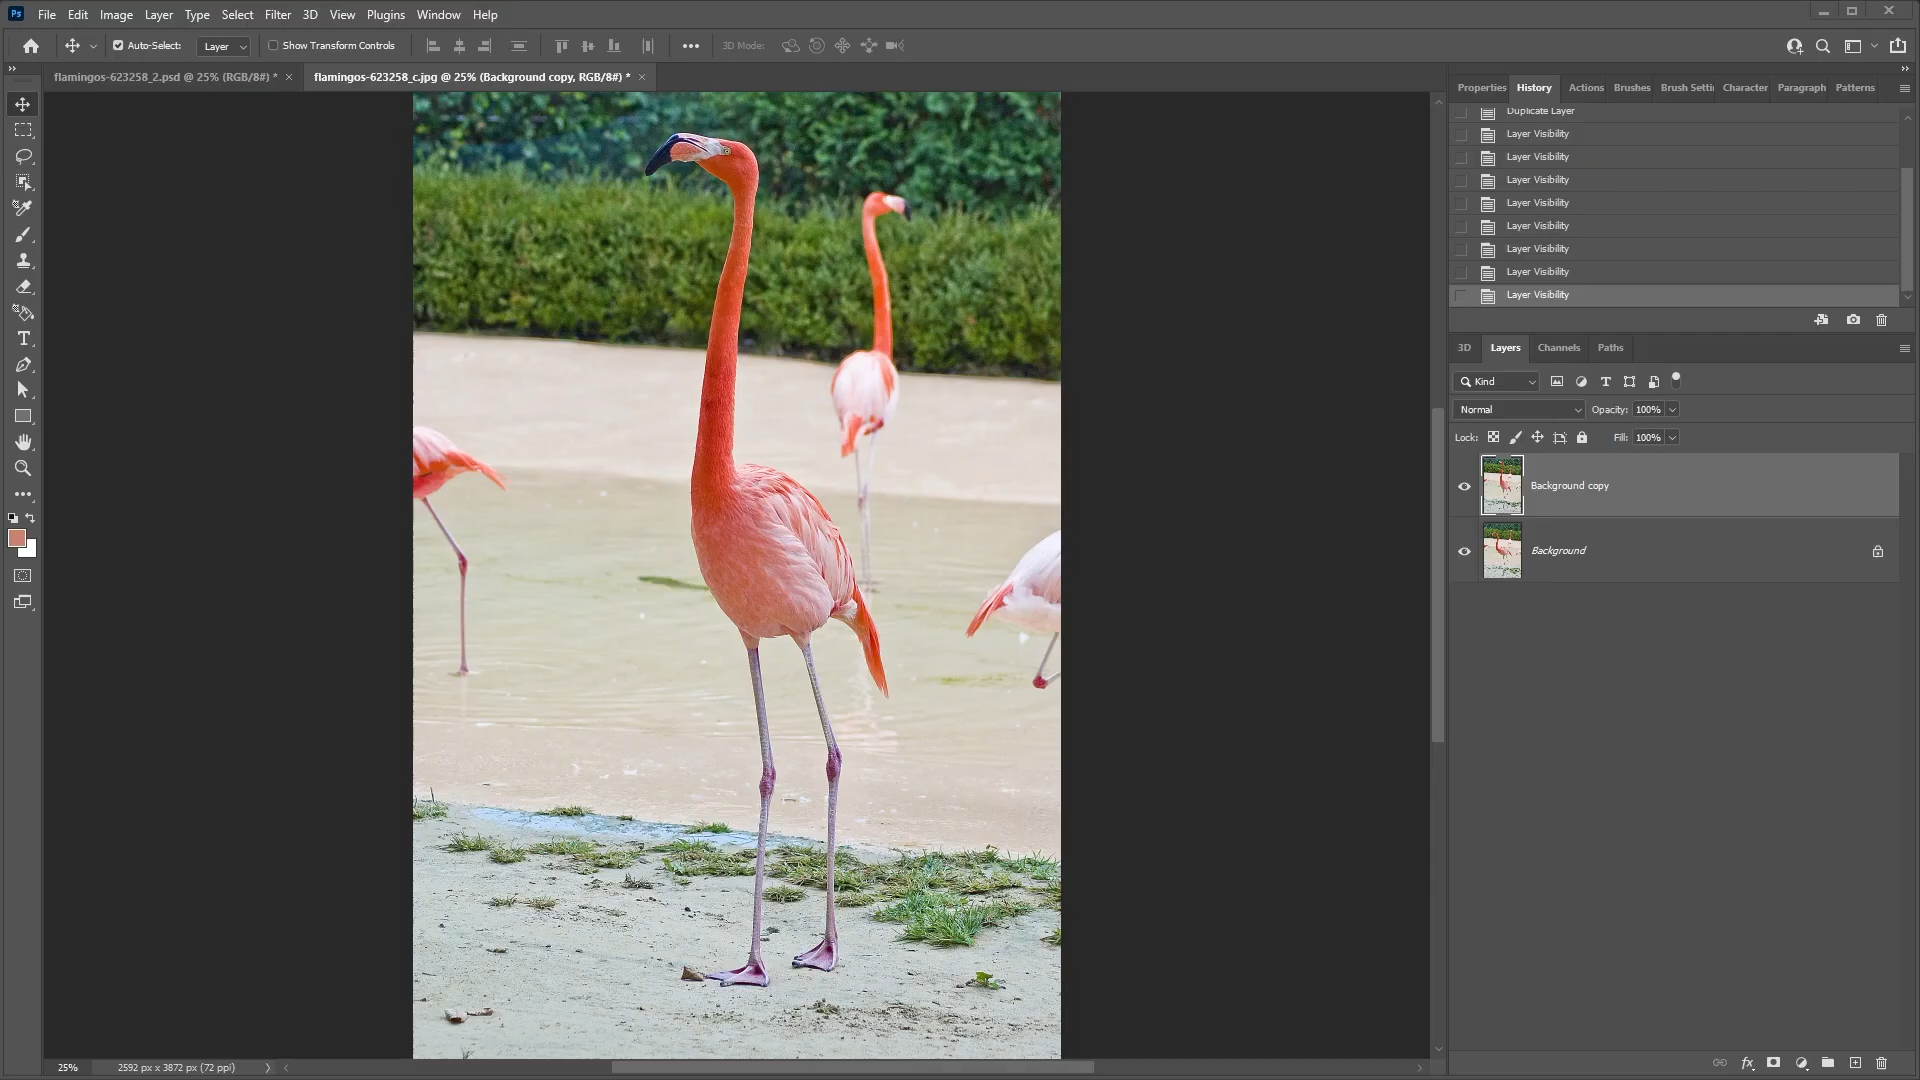 Ps File Edit Image Layer Type Select Filter 3D View Plugins Window Help
Auto-Select: Layer Show Transform Controls ••• 3D Mode:
flamingos-623258_2.psd @ 25% (RGB/8#) * × flamingos-623258_c.jpg @ 25% (Background copy, RGB/8#) * ×
Properties History Actions Brushes Brush Setti Character Paragraph Patterns
Duplicate Layer
Layer Visibility
Layer Visibility
Layer Visibility
Layer Visibility
Layer Visibility
Layer Visibility
Layer Visibility
Layer Visibility
3D Layers Channels Paths
Kind
Normal Opacity: 100%
Lock: Fill: 100%
Background copy
Background
25% 2592 px x 3872 px (72 ppi)
fx